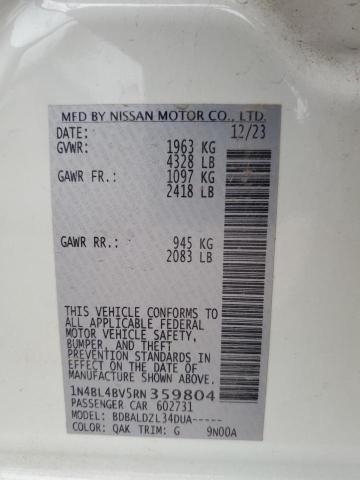 MFD BY NISSAN MOTOR CO., LTD.
DATE: 12/23
GVWR: 1963 KG
4328 LB
GAWR FR.: 1097 KG
2418 LB
GAWR RR.: 945 KG
2083 LB
THIS VEHICLE CONFORMS TO
ALL APPLICABLE FEDERAL
MOTOR VEHICLE SAFETY,
BUMPER, AND THEFT
PREVENTION STANDARDS
IN EFFECT ON THE DATE OF
MANUFACTURE SHOWN ABOVE.
1N4BL4BV5RN359804
PASSENGER CAR 602731
MODEL: BDBALDZL34DUA-----
COLOR: QAK TRIM: G 9N00A